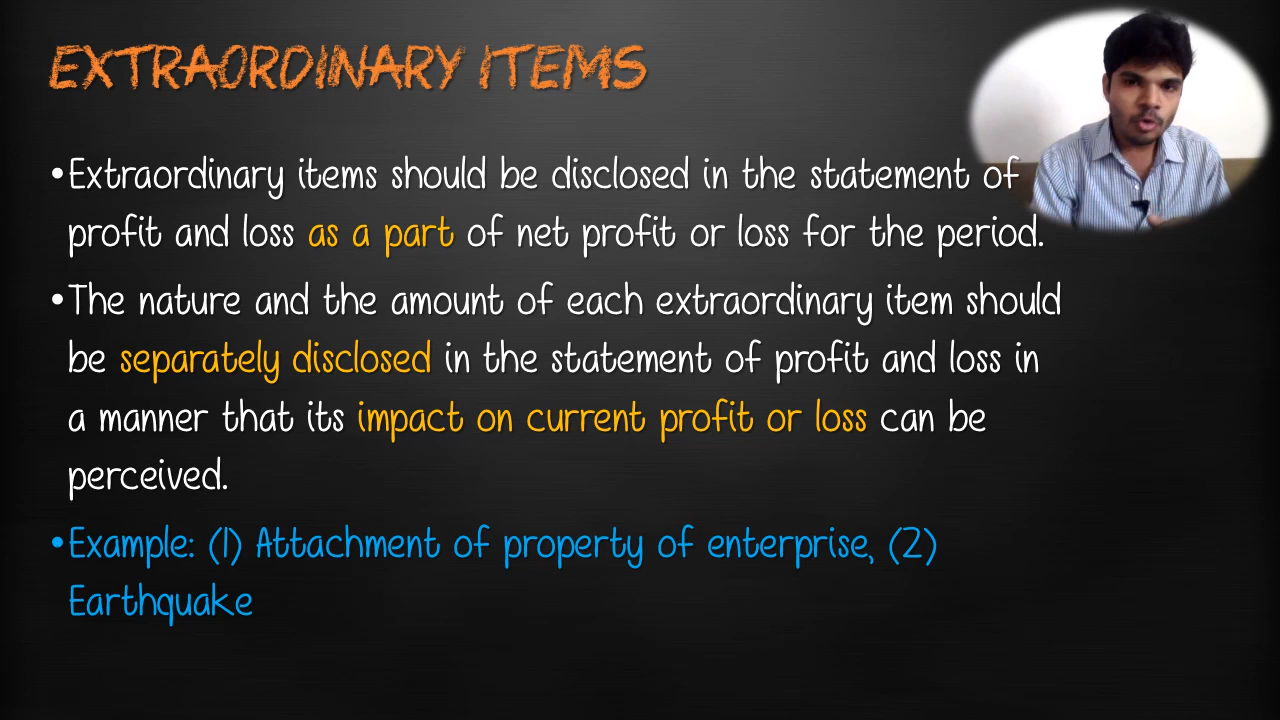 EXTRAORDINARY ITEMS
•Extraordinary items should be disclosed in the statement of
profit and loss as a part of net profit or loss for the period.
•The nature and the amount of each extraordinary item should
be separately disclosed in the statement of profit and loss in
a manner that its impact on current profit or loss can be
perceived.
•Example: (1) Attachment of property of enterprise, (2)
Earthquake